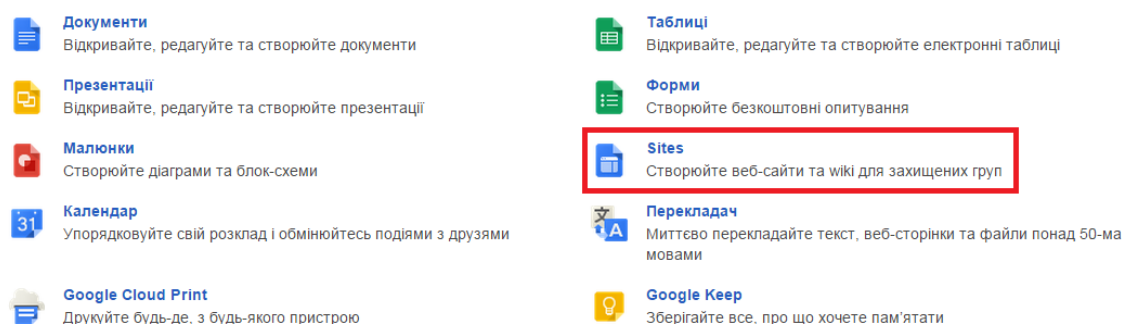 Документи
Відкривайте, редагуйте та створюйте документи
Таблиці
Відкривайте, редагуйте та створюйте електронні таблиці
Презентації
Відкривайте, редагуйте та створюйте презентації
Форми
Створюйте безкоштовні опитування
Малюнки
Створюйте діаграми та блок-схеми
Sites
Створюйте веб-сайти та wiki для захищених груп
31
Календар
Упорядковуйте свій розклад і обмінюйтесь подіями з друзями
文A
Перекладач
Миттєво перекладайте текст, веб-сторінки та файли понад 50-ма
мовами
Google Cloud Print
Друкуйте будь-де, з будь-якого пристрою
Google Keep
Зберігайте все, про що хочете пам'ятати